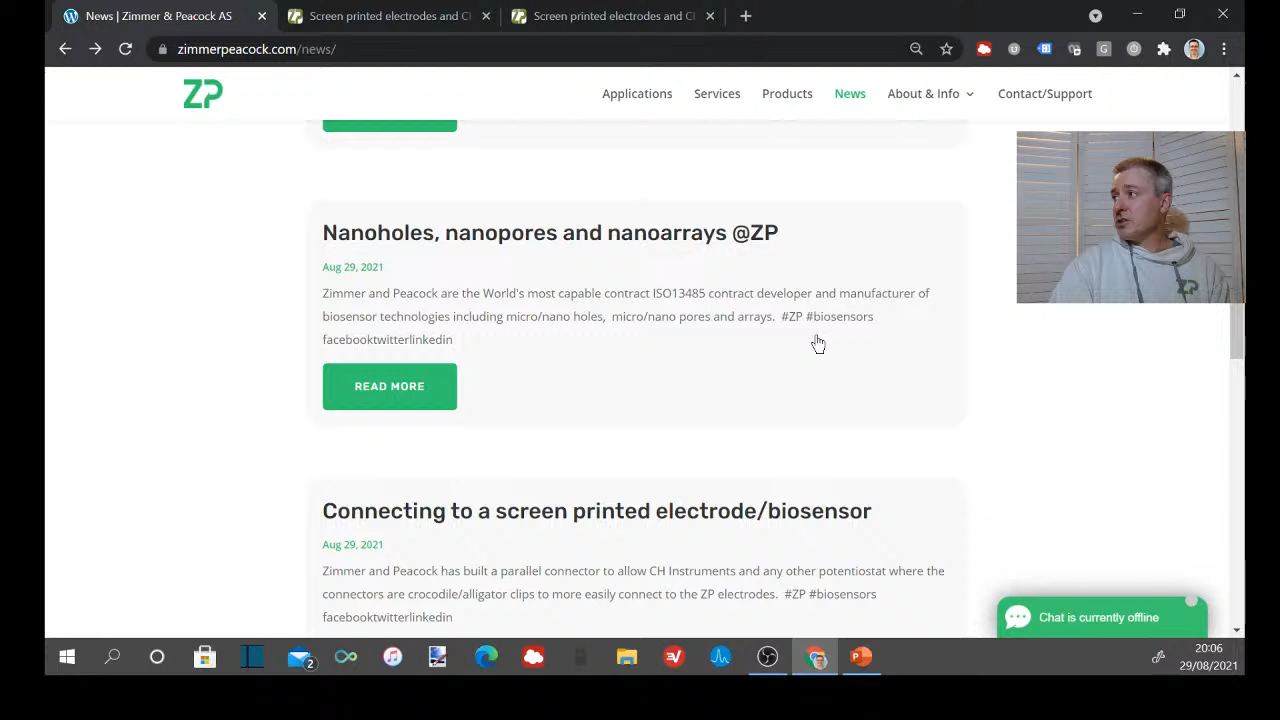 News | Zimmer & Peacock AS
Screen printed electrodes and C
Screen printed electrodes and C
zimmerpeacock.com/news/
ZP
Applications
Services
Products
News
About & Info
Contact/Support
Nanoholes, nanopores and nanoarrays @ZP
Aug 29, 2021
Zimmer and Peacock are the World's most capable contract ISO13485 contract developer and manufacturer of
biosensor technologies including micro/nano holes, micro/nano pores and arrays. #ZP #biosensors
facebooktwitterlinkedin
READ MORE
Connecting to a screen printed electrode/biosensor
Aug 29, 2021
Zimmer and Peacock has built a parallel connector to allow CH Instruments and any other potentiostat where the
connectors are crocodile/alligator clips to more easily connect to the ZP electrodes. #ZP #biosensors
facebooktwitterlinkedin
Chat is currently offline
2
20:06
29/08/2021